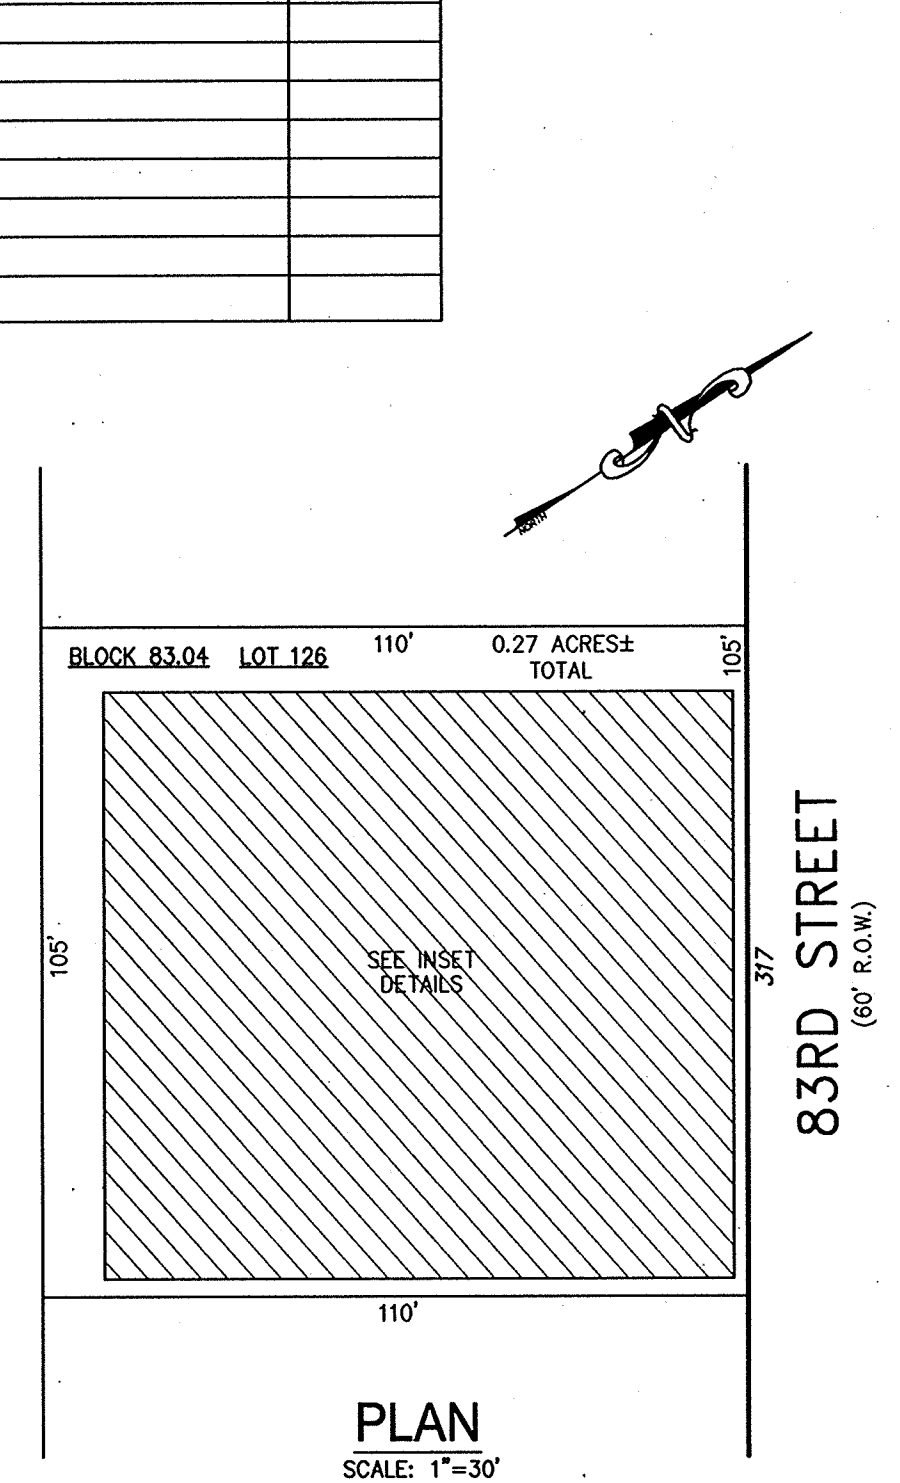 NORTH
BLOCK 83.04 LOT 126
110'
0.27 ACRES±
TOTAL
105'
105'
SEE INSET
DETAILS
317
83RD STREET
(60' R.O.W.)
110'
PLAN
SCALE: 1"=30'